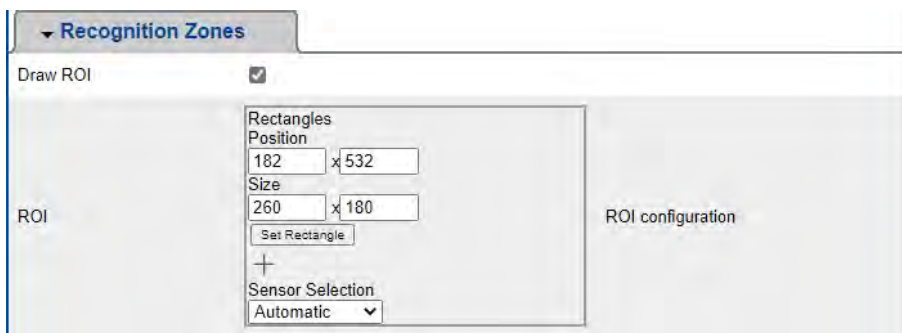 Recognition Zones
Draw ROI
ROI
Rectangles
Position
182 x 532
Size
260 x 180
Set Rectangle
+
Sensor Selection
Automatic
ROI configuration